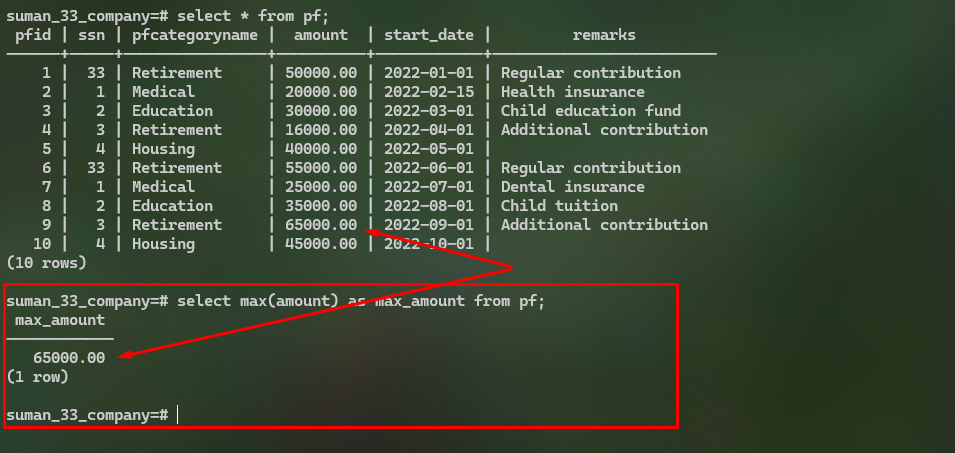 suman_33_company=# select * from pf;
 pfid | ssn | pfcategoryname | amount | start_date | remarks
------+-----+----------------+----------+------------+-------------------------
 1 | 33 | Retirement | 50000.00 | 2022-01-01 | Regular contribution
 2 | 1 | Medical | 20000.00 | 2022-02-15 | Health insurance
 3 | 2 | Education | 30000.00 | 2022-03-01 | Child education fund
 4 | 3 | Retirement | 16000.00 | 2022-04-01 | Additional contribution
 5 | 4 | Housing | 40000.00 | 2022-05-01 |
 6 | 33 | Retirement | 55000.00 | 2022-06-01 | Regular contribution
 7 | 1 | Medical | 25000.00 | 2022-07-01 | Dental insurance
 8 | 2 | Education | 35000.00 | 2022-08-01 | Child tuition
 9 | 3 | Retirement | 65000.00 | 2022-09-01 | Additional contribution
 10 | 4 | Housing | 45000.00 | 2022-10-01 |
(10 rows)
suman_33_company=# select max(amount) as max_amount from pf;
 max_amount
------------
 65000.00
(1 row)
suman_33_company=#